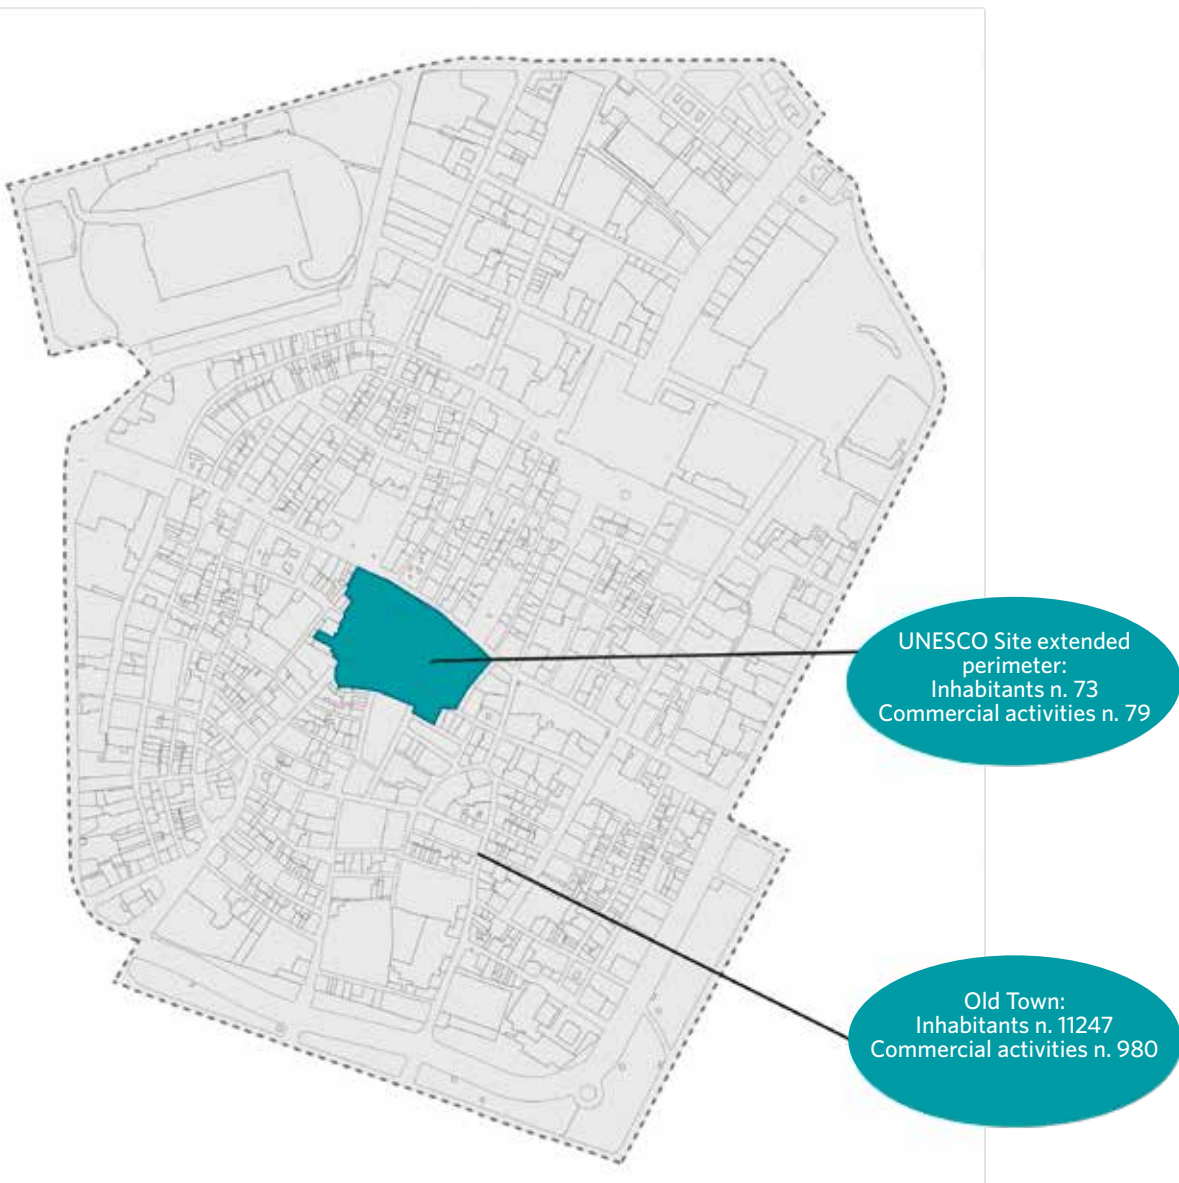 UNESCO Site extended
perimeter:
Inhabitants n. 73
Commercial activities n. 79
Old Town:
Inhabitants n. 11247
Commercial activities n. 980